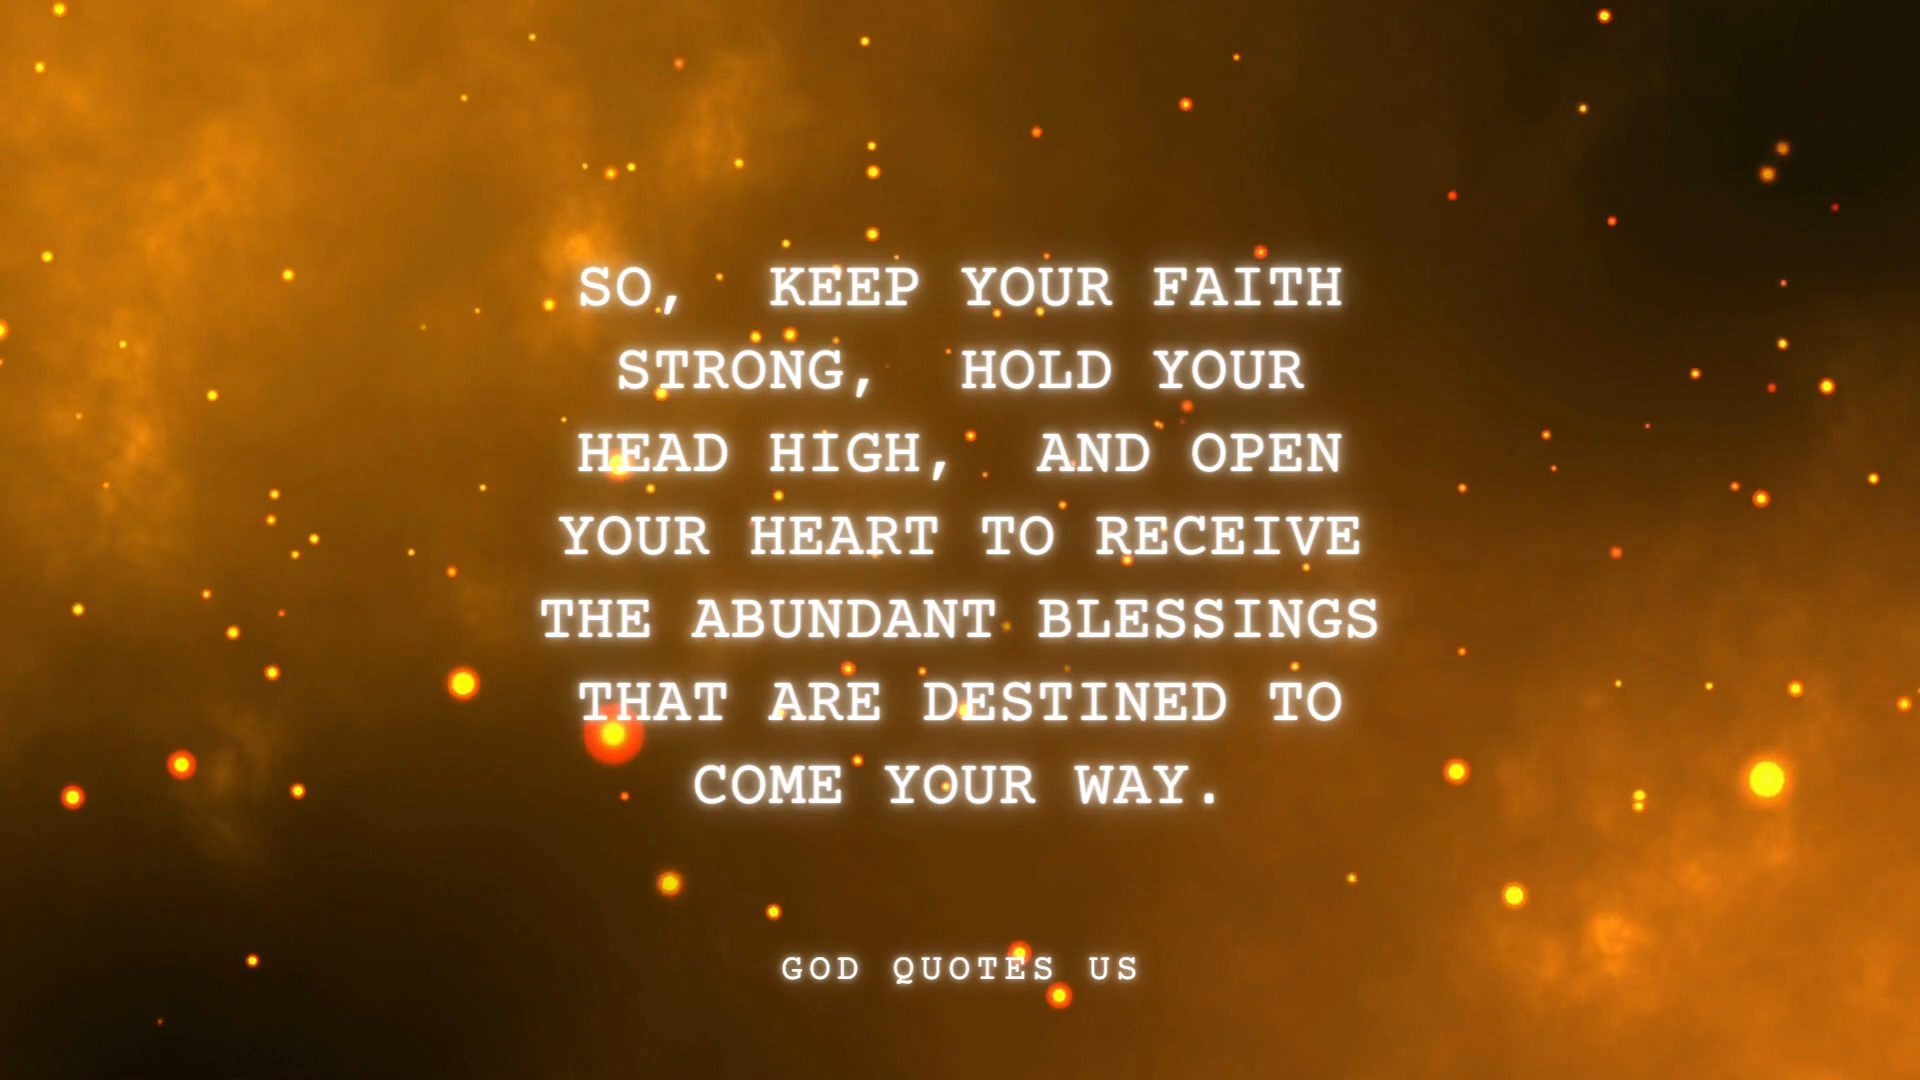 SO, KEEP YOUR FAITH
STRONG, HOLD YOUR
HEAD HIGH, AND OPEN
YOUR HEART TO RECEIVE
THE ABUNDANT BLESSINGS
THAT ARE DESTINED TO
COME YOUR WAY.
GOD QUOTES US